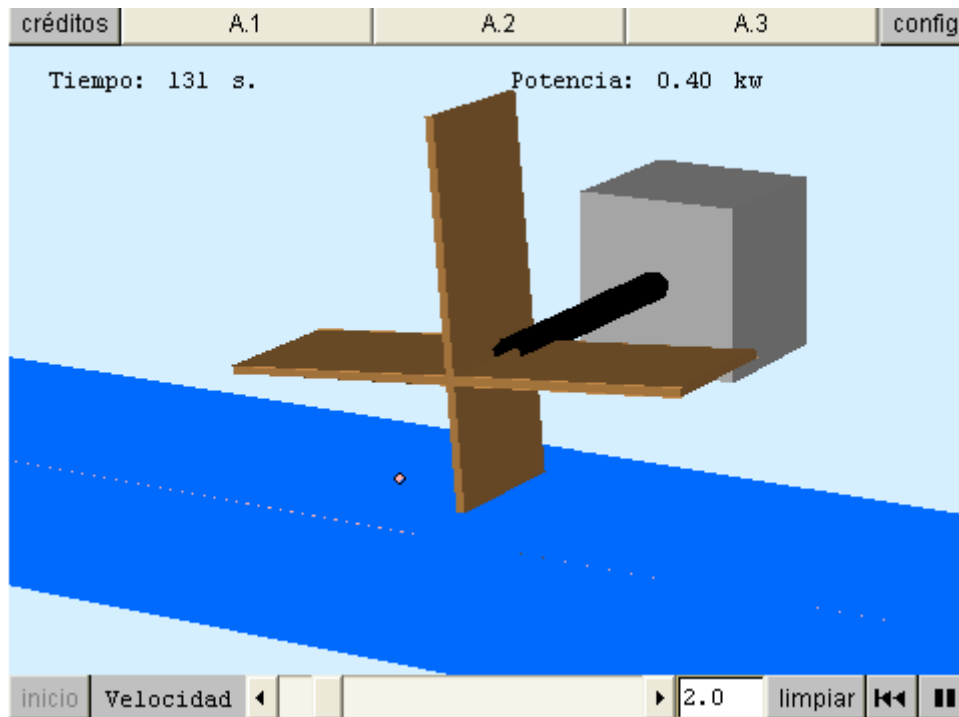 créditos A.1 A.2 A.3 config
Tiempo: 131 s. Potencia: 0.40 kw
inicio Velocidad 2.0 limpiar